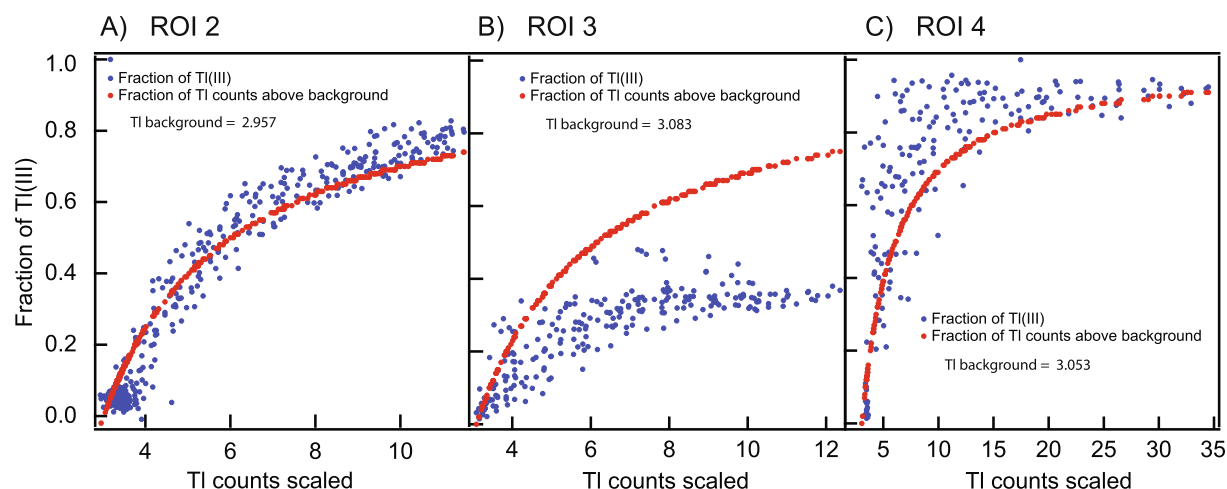 A) ROI 2
Fraction of Tl(III)
1.0
0.8
0.6
0.4
0.2
0.0
Fraction of Tl(III)
Fraction of Tl counts above background
Tl background = 2.957
4 6 8 10
Tl counts scaled
B) ROI 3
Fraction of Tl(III)
Fraction of Tl counts above background
Tl background = 3.083
4 6 8 10 12
Tl counts scaled
C) ROI 4
Fraction of Tl(III)
Fraction of Tl counts above background
Tl background = 3.053
5 10 15 20 25 30 35
Tl counts scaled